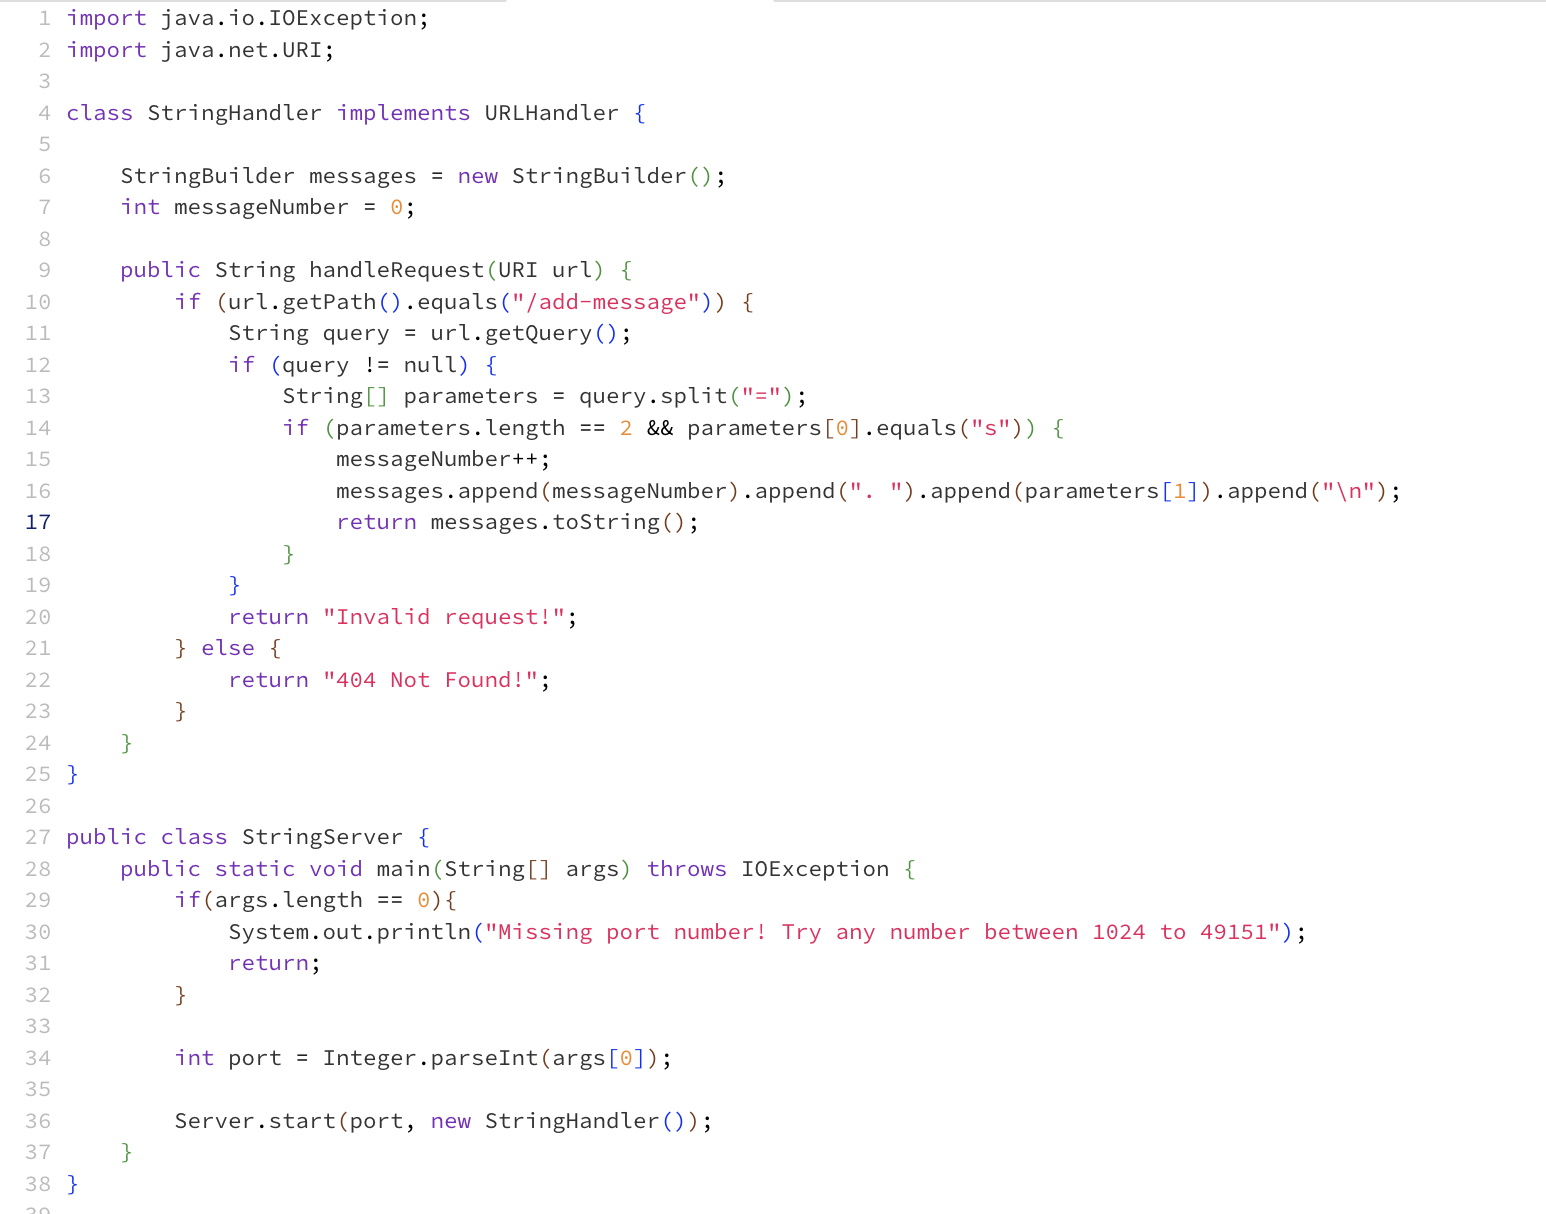 1 import java.io.IOException;
2 import java.net.URI;
3
4 class StringHandler implements URLHandler {
5
6     StringBuilder messages = new StringBuilder();
7     int messageNumber = 0;
8
9     public String handleRequest(URI url) {
10         if (url.getPath().equals("/add-message")) {
11             String query = url.getQuery();
12             if (query != null) {
13                 String[] parameters = query.split("=");
14                 if (parameters.length == 2 && parameters[0].equals("s")) {
15                     messageNumber++;
16                     messages.append(messageNumber).append(". ").append(parameters[1]).append("\n");
17                     return messages.toString();
18                 }
19             }
20             return "Invalid request!";
21         } else {
22             return "404 Not Found!";
23         }
24     }
25 }
26
27 public class StringServer {
28     public static void main(String[] args) throws IOException {
29         if(args.length == 0){
30             System.out.println("Missing port number! Try any number between 1024 to 49151");
31             return;
32         }
33
34         int port = Integer.parseInt(args[0]);
35
36         Server.start(port, new StringHandler());
37     }
38 }
39